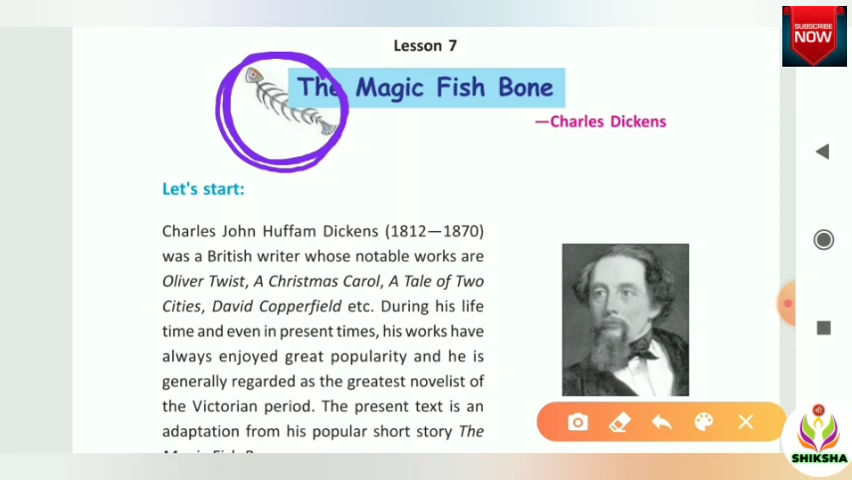 SUBSCRIBE
NOW
Lesson 7
The Magic Fish Bone
—Charles Dickens
Let's start:
Charles John Huffam Dickens (1812—1870)
was a British writer whose notable works are
Oliver Twist, A Christmas Carol, A Tale of Two
Cities, David Copperfield etc. During his life
time and even in present times, his works have
always enjoyed great popularity and he is
generally regarded as the greatest novelist of
the Victorian period. The present text is an
adaptation from his popular short story The
श्री
SHIKSHA